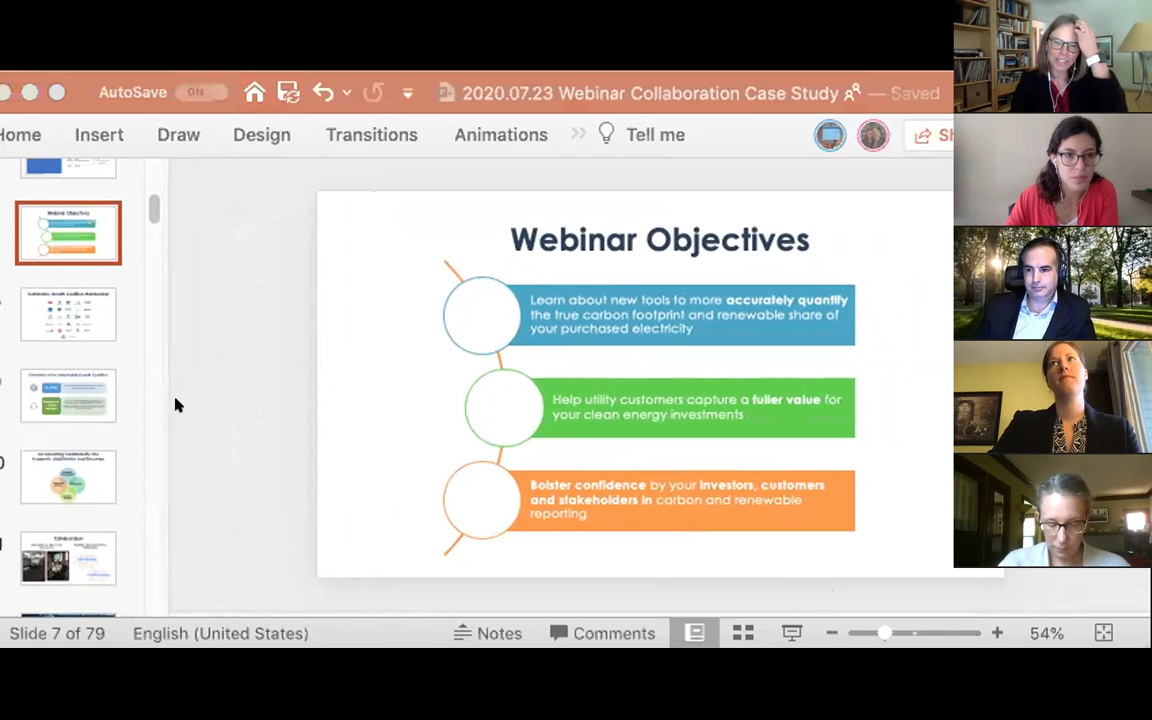 AutoSave
ON
2020.07.23 Webinar Collaboration Case Study
— Saved
Home
Insert
Draw
Design
Transitions
Animations
Tell me
Webinar Objectives
Learn about new tools to more accurately quantify
the true carbon footprint and renewable share of
your purchased electricity
Help utility customers capture a fuller value for
your clean energy investments
Bolster confidence by your investors, customers
and stakeholders in carbon and renewable
reporting
Webinar Objectives
Collaboration
Slide 7 of 79
English (United States)
Notes
Comments
54%